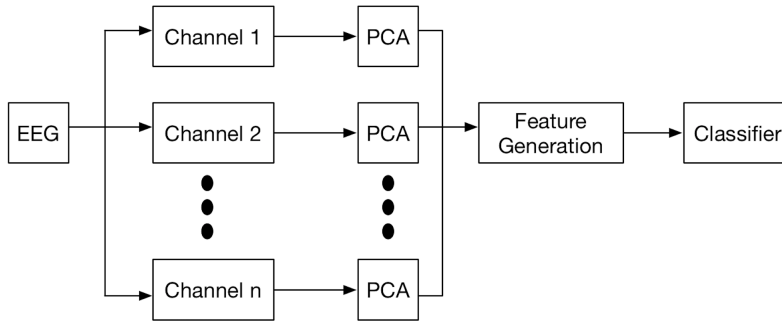 Channel 1
PCA
EEG
Channel 2
PCA
Feature
Generation
Classifier
Channel n
PCA